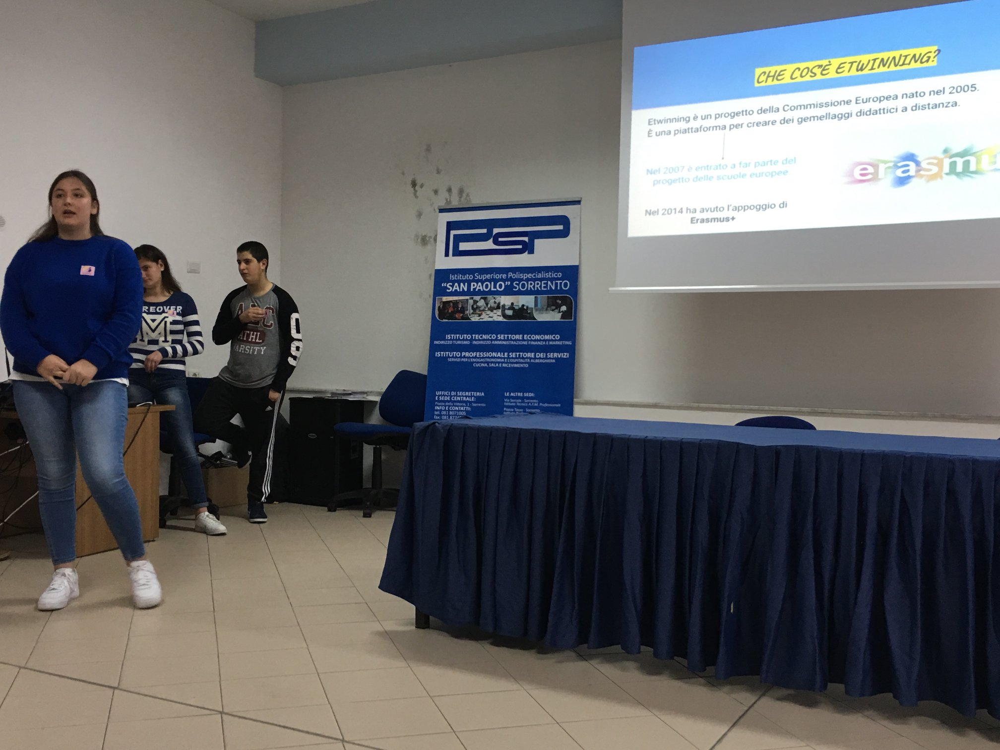 CHE COS'È ETWINNING?
Etwinning è un progetto della Commissione Europea nato nel 2005.
È una piattaforma per creare dei gemellaggi didattici a distanza.
Nel 2007 è entrato a far parte del
progetto delle scuole europee
Nel 2014 ha avuto l'appoggio di
Erasmus+
erasmu
Istituto Superiore Polispecialistico
“SAN PAOLO” SORRENTO
ISTITUTO TECNICO SETTORE ECONOMICO
INDIRIZZO TURISMO - INDIRIZZO AMMINISTRAZIONE FINANZA E MARKETING
ISTITUTO PROFESSIONALE SETTORE DEI SERVIZI
SERVIZI PER L'ENOGASTRONOMIA E L'OSPITALITÀ ALBERGHIERA
CUCINA, SALA E RICEVIMENTO
UFFICI DI SEGRETERIA
E SEDE CENTRALE:
Piazza della Vittoria, 1 - Sorrento
INFO E CONTATTI:
tel. 081 8071005
fax: 081
LE ALTRE SEDI:
Via Sersale - Sorrento
Istituto Tecnico A.F.M. Professionale
Piazza Tasso - Sorrento
REOVER
M
ATHL
ARSITY
09